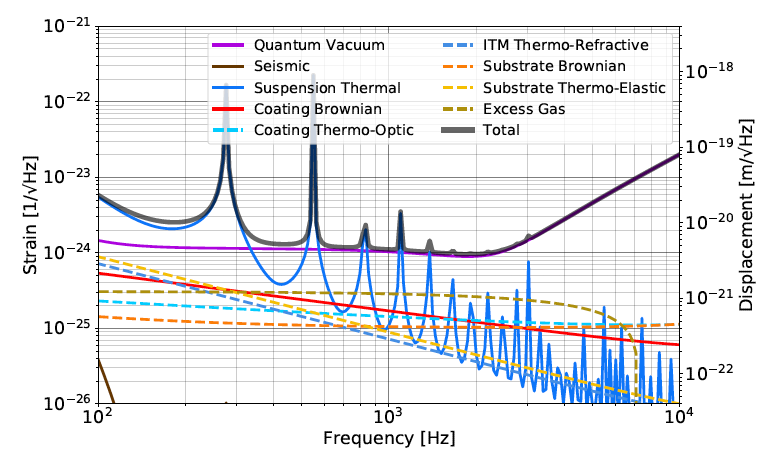 10⁻²¹
10⁻²²
10⁻²³
10⁻²⁴
10⁻²⁵
10⁻²⁶
Strain [1/√Hz]
Quantum Vacuum
Seismic
Suspension Thermal
Coating Brownian
Coating Thermo-Optic
ITM Thermo-Refractive
Substrate Brownian
Substrate Thermo-Elastic
Excess Gas
Total
10⁻¹⁸
10⁻¹⁹
10⁻²⁰
10⁻²¹
10⁻²²
Displacement [m/√Hz]
10² 10³ 10⁴
Frequency [Hz]